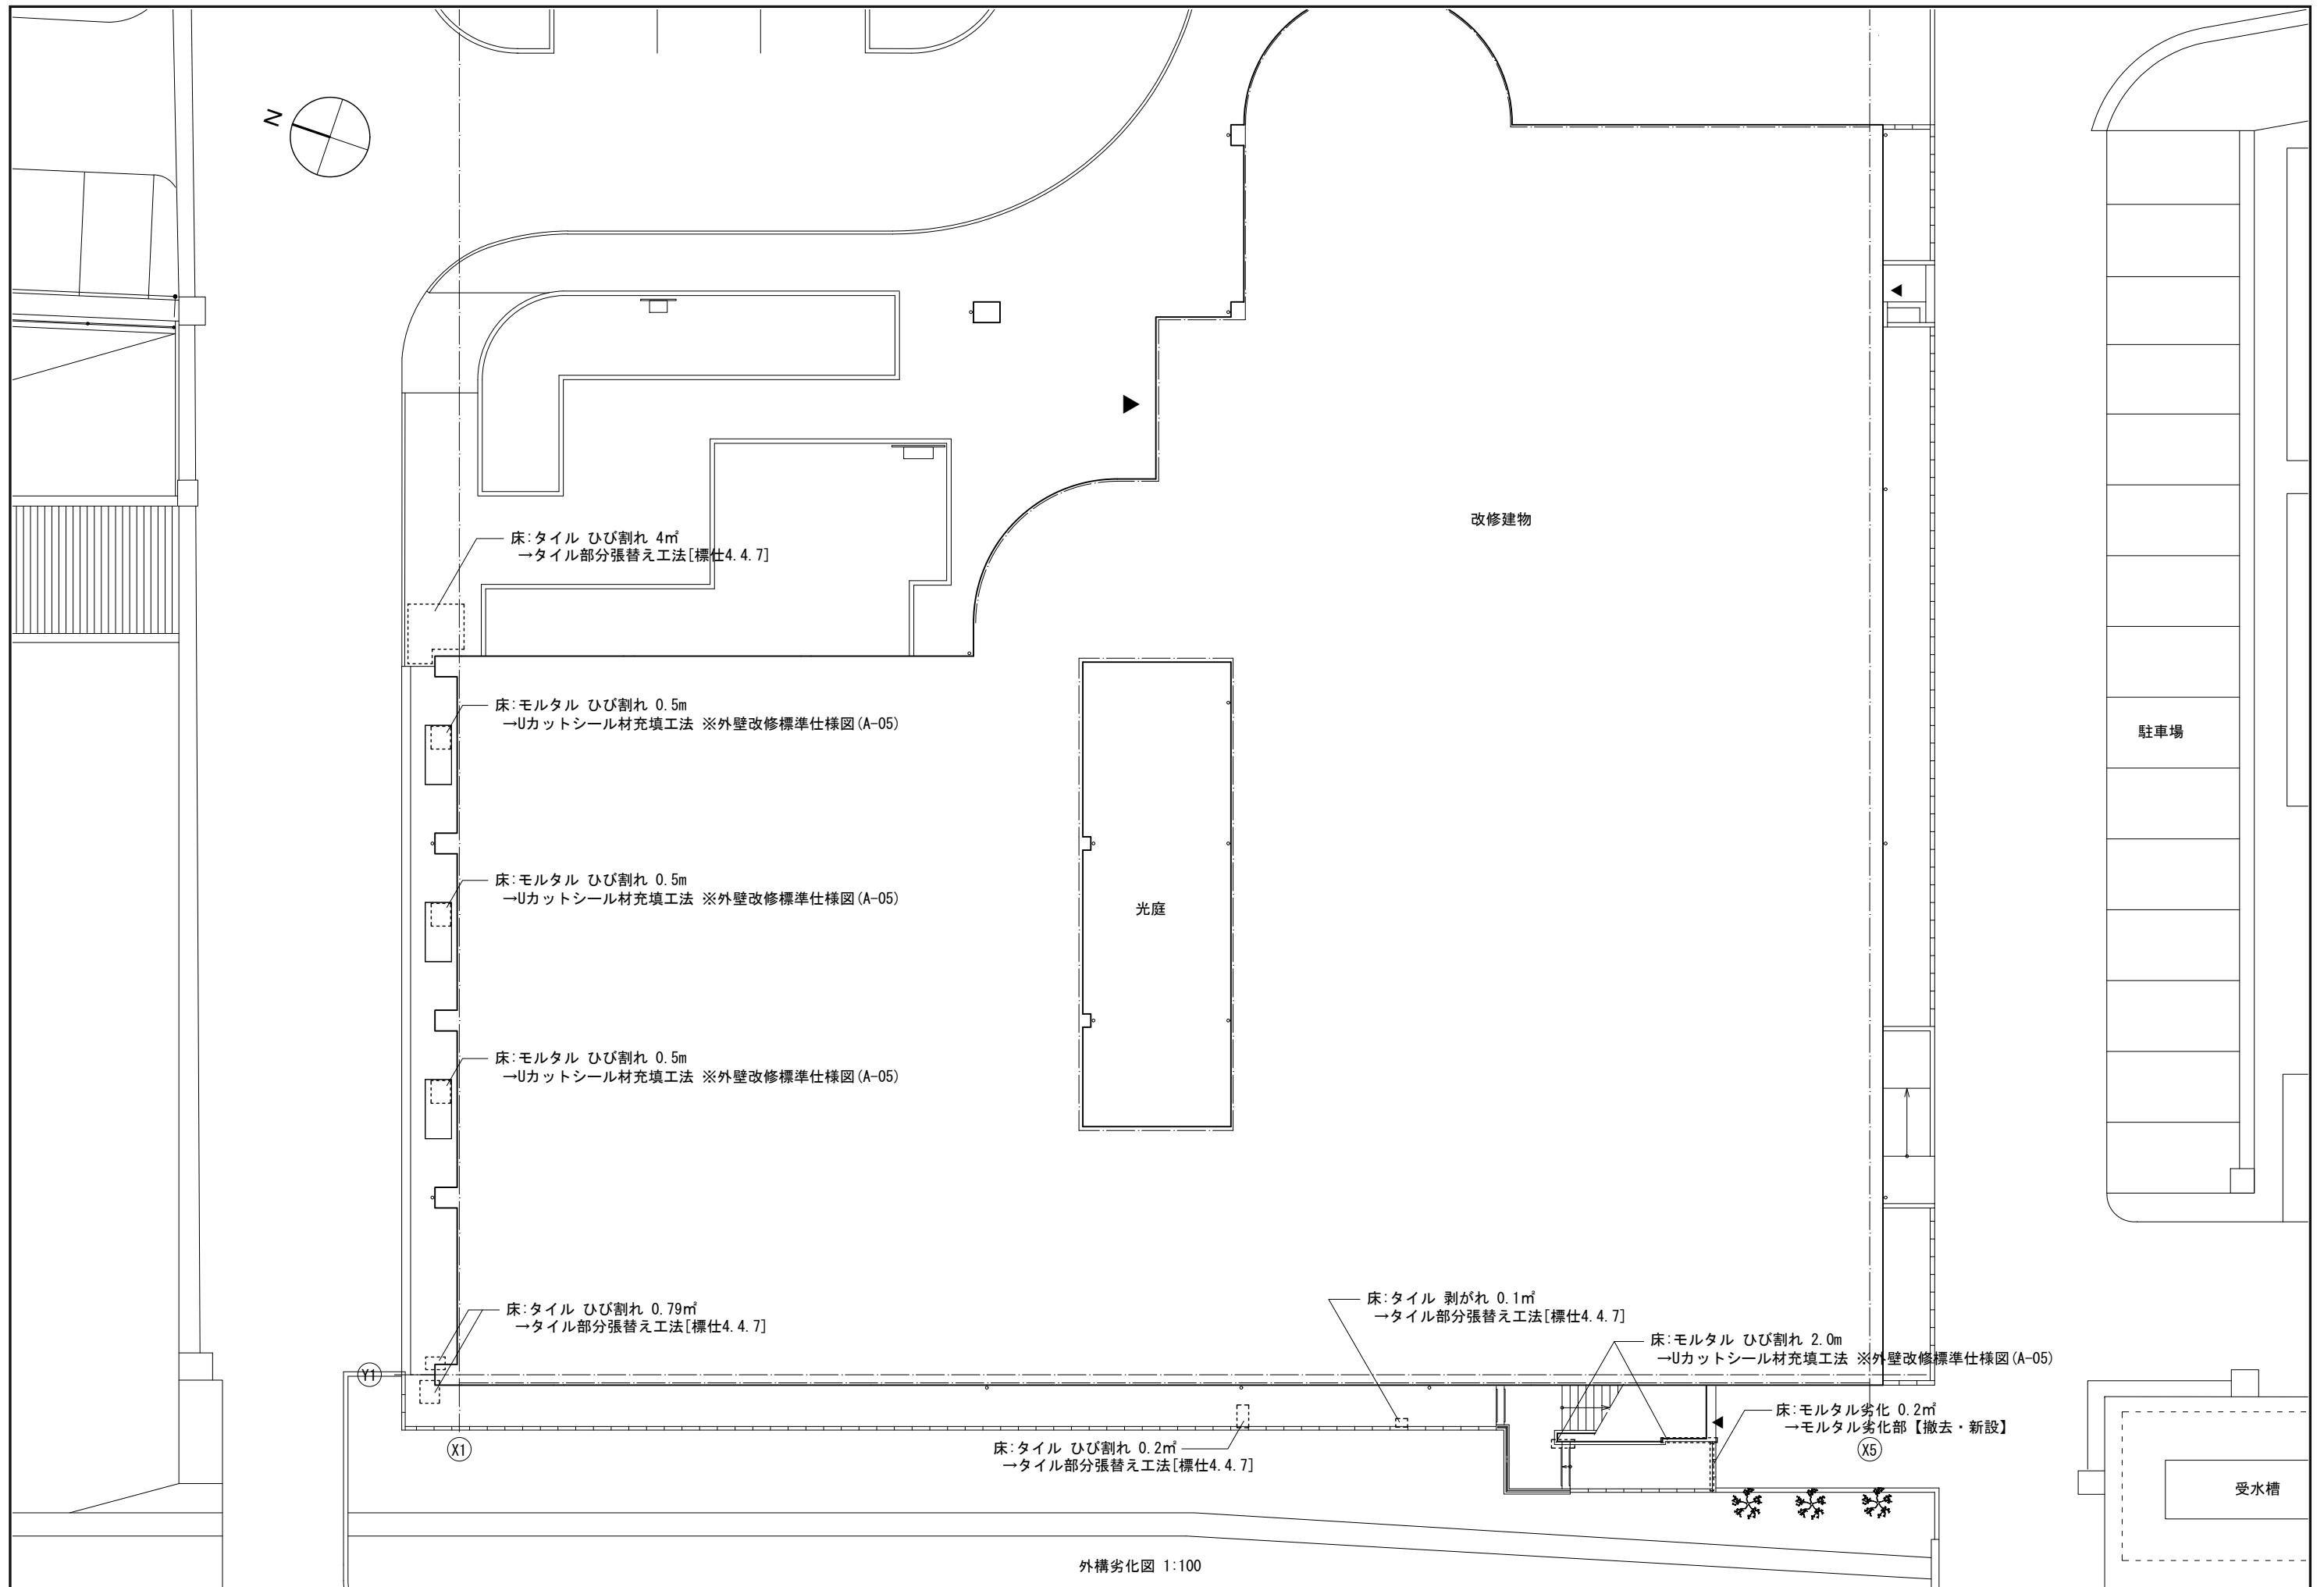 N
改修建物
床:タイル ひび割れ 4㎡
→タイル部分張替え工法[標仕4.4.7]
床:モルタル ひび割れ 0.5m
→Uカットシール材充填工法 ※外壁改修標準仕様図(A-05)
駐車場
床:モルタル ひび割れ 0.5m
→Uカットシール材充填工法 ※外壁改修標準仕様図(A-05)
光庭
床:モルタル ひび割れ 0.5m
→Uカットシール材充填工法 ※外壁改修標準仕様図(A-05)
床:タイル ひび割れ 0.79㎡
→タイル部分張替え工法[標仕4.4.7]
床:タイル 剥がれ 0.1㎡
→タイル部分張替え工法[標仕4.4.7]
床:モルタル ひび割れ 2.0m
→Uカットシール材充填工法 ※外壁改修標準仕様図(A-05)
Y1
床:モルタル劣化 0.2㎡
→モルタル劣化部【撤去・新設】
X1
床:タイル ひび割れ 0.2㎡
→タイル部分張替え工法[標仕4.4.7]
X5
受水槽
外構劣化図 1:100